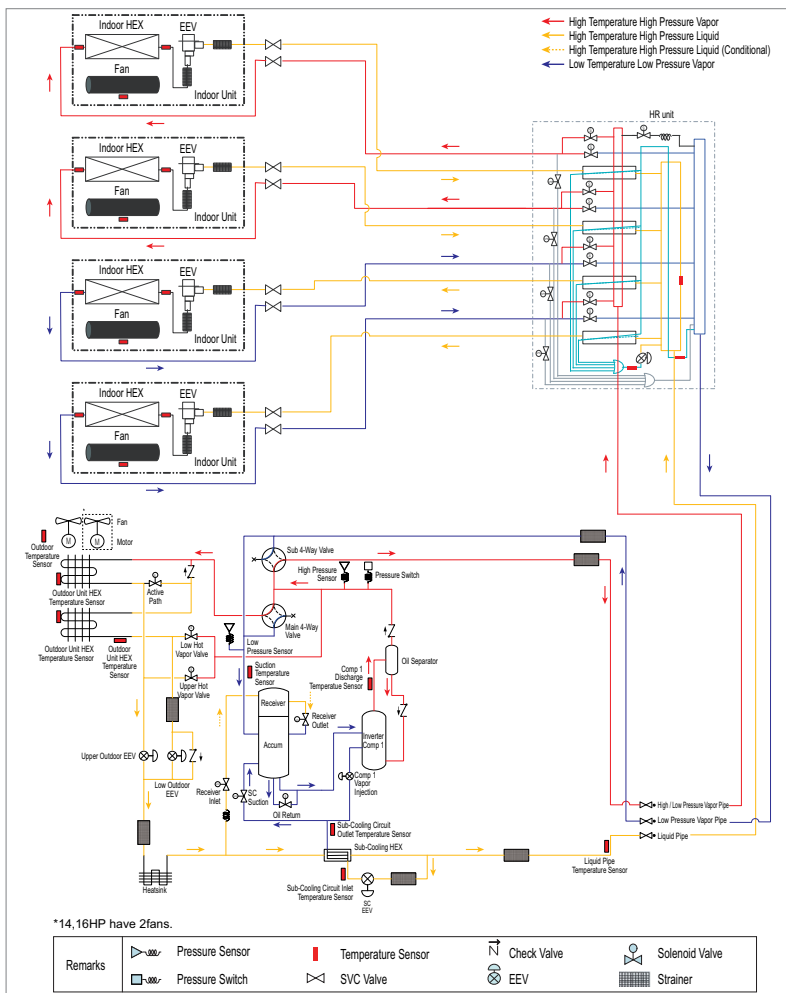 Indoor HEX
EEV
Fan
Indoor Unit
Indoor HEX
EEV
Fan
Indoor Unit
Indoor HEX
EEV
Fan
Indoor Unit
Indoor HEX
EEV
Fan
Indoor Unit
High Temperature High Pressure Vapor
High Temperature High Pressure Liquid
High Temperature High Pressure Liquid (Conditional)
Low Temperature Low Pressure Vapor
HR unit
Fan
M
M
Motor
Outdoor
Temperature
Sensor
Outdoor Unit HEX
Temperature Sensor
Active
Path
Outdoor Unit HEX
Temperature Sensor
Outdoor
Unit HEX
Temperature
Sensor
Low Hot
Vapor Valve
Upper Hot
Vapor Valve
Sub 4-Way Valve
High Pressure
Sensor
Pressure Switch
Main 4-Way
Valve
Low
Pressure Sensor
Suction
Temperature
Sensor
Comp 1
Discharge
Temperatue Sensor
Oil Separator
Receiver
Receiver
Outlet
Accum
Inverter
Comp 1
Upper Outdoor EEV
Low Outdoor
EEV
Receiver
Inlet
SC
Suction
Oil Return
Comp 1
Vapor
Injection
Sub-Cooling Circuit
Outlet Temperature Sensor
Sub-Cooling HEX
Heatsink
Sub-Cooling Circuit Inlet
Temperature Sensor
SC
EEV
High / Low Pressure Vapor Pipe
Low Pressure Vapor Pipe
Liquid Pipe
Liquid Pipe
Temperature Sensor
*14,16HP have 2fans.
Remarks
Pressure Sensor
Temperature Sensor
Check Valve
Solenoid Valve
Pressure Switch
SVC Valve
EEV
Strainer